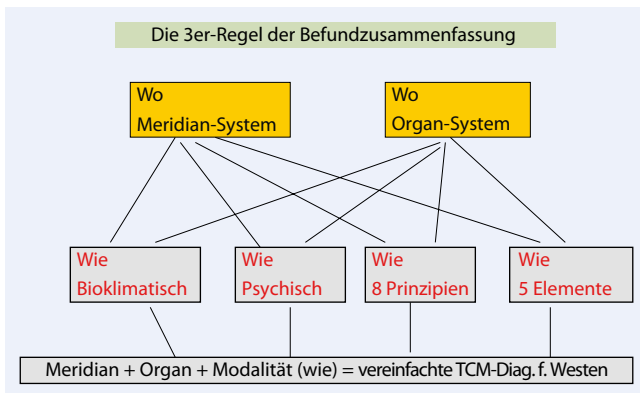 Die 3er-Regel der Befundzusammenfassung
Wo
Meridian-System
Wo
Organ-System
Wie
Bioklimatisch
Wie
Psychisch
Wie
8 Prinzipien
Wie
5 Elemente
Meridian + Organ + Modalität (wie) = vereinfachte TCM-Diag. f. Westen